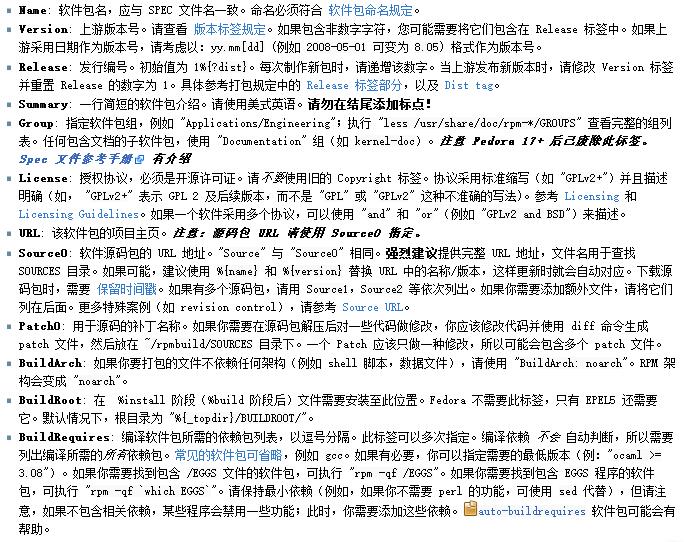 Name: 软件包名，应与 SPEC 文件名一致。命名必须符合 软件包命名规定。
Version: 上游版本号。请查看 版本标签规定。如果包含非数字字符，您可能需要将它们包含在 Release 标签中。如果上
游采用日期作为版本号，请考虑以：yy.mm[dd] (例如 2008-05-01 可变为 8.05) 格式作为版本号。
Release: 发行编号。初始值为 1%{?dist}。每次制作新包时，请递增该数字。当上游发布新版本时，请修改 Version 标签
并重置 Release 的数字为 1。具体参考打包规定中的 Release 标签部分，以及 Dist tag。
Summary: 一行简短的软件包介绍。请使用美式英语。请勿在结尾添加标点！
Group: 指定软件包组，例如 "Applications/Engineering"；执行 "less /usr/share/doc/rpm-*/GROUPS" 查看完整的组列
表。任何包含文档的子软件包，使用 "Documentation" 组（如 kernel-doc）。注意 Fedora 17+ 后已废除此标签。
Spec 文件参考手册 有介绍
License: 授权协议，必须是开源许可证。请不要使用旧的 Copyright 标签。协议采用标准缩写（如 "GPLv2+"）并且描述
明确（如， "GPLv2+" 表示 GPL 2 及后续版本，而不是 "GPL" 或 "GPLv2" 这种不准确的写法）。参考 Licensing 和
Licensing Guidelines。如果一个软件采用多个协议，可以使用 "and" 和 "or"（例如 "GPLv2 and BSD"）来描述。
URL: 该软件包的项目主页。注意：源码包 URL 请使用 Source0 指定。
Source0: 软件源码包的 URL 地址。"Source" 与 "Source0" 相同。强烈建议提供完整 URL 地址，文件名用于查找
SOURCES 目录。如果可能，建议使用 %{name} 和 %{version} 替换 URL 中的名称/版本，这样更新时就会自动对应。下载源
码包时，需要 保留时间戳。如果有多个源码包，请用 Source1，Source2 等依次列出。如果你需要添加额外文件，请将它们
列在后面。更多特殊案例（如 revision control），请参考 Source URL。
Patch0: 用于源码的补丁名称。如果你需要在源码包解压后对一些代码做修改，你应该修改代码并使用 diff 命令生成
patch 文件，然后放在 ~/rpmbuild/SOURCES 目录下。一个 Patch 应该只做一种修改，所以可能会包含多个 patch 文件。
BuildArch: 如果你要打包的文件不依赖任何架构（例如 shell 脚本，数据文件），请使用 "BuildArch: noarch"。RPM 架
构会变成 "noarch"。
BuildRoot: 在 %install 阶段（%build 阶段后）文件需要安装至此位置。Fedora 不需要此标签，只有 EPEL5 还需要
它。默认情况下，根目录为 "%{_topdir}/BUILDROOT/"。
BuildRequires: 编译软件包所需的依赖包列表，以逗号分隔。此标签可以多次指定。编译依赖 不会 自动判断，所以需要
列出编译所需的所有依赖包。常见的软件包可省略，例如 gcc。如果有必要，你可以指定需要的最低版本（例："ocaml >=
3.08"）。如果你需要找到包含 /EGGS 文件的软件包，可执行 "rpm -qf /EGGS"。如果你需要找到包含 EGGS 程序的软件
包，可执行 "rpm -qf `which EGGS`"。请保持最小依赖（例如，如果你不需要 perl 的功能，可使用 sed 代替），但请注
意，如果不包含相关依赖，某些程序会禁用一些功能；此时，你需要添加这些依赖。auto-buildrequires 软件包可能会有
帮助。